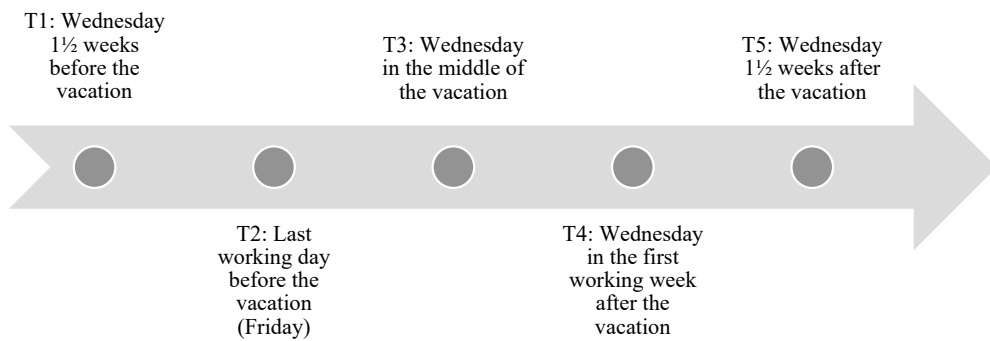 T1: Wednesday
1½ weeks
before the
vacation
T2: Last
working day
before the
vacation
(Friday)
T3: Wednesday
in the middle of
the vacation
T4: Wednesday
in the first
working week
after the
vacation
T5: Wednesday
1½ weeks after
the vacation